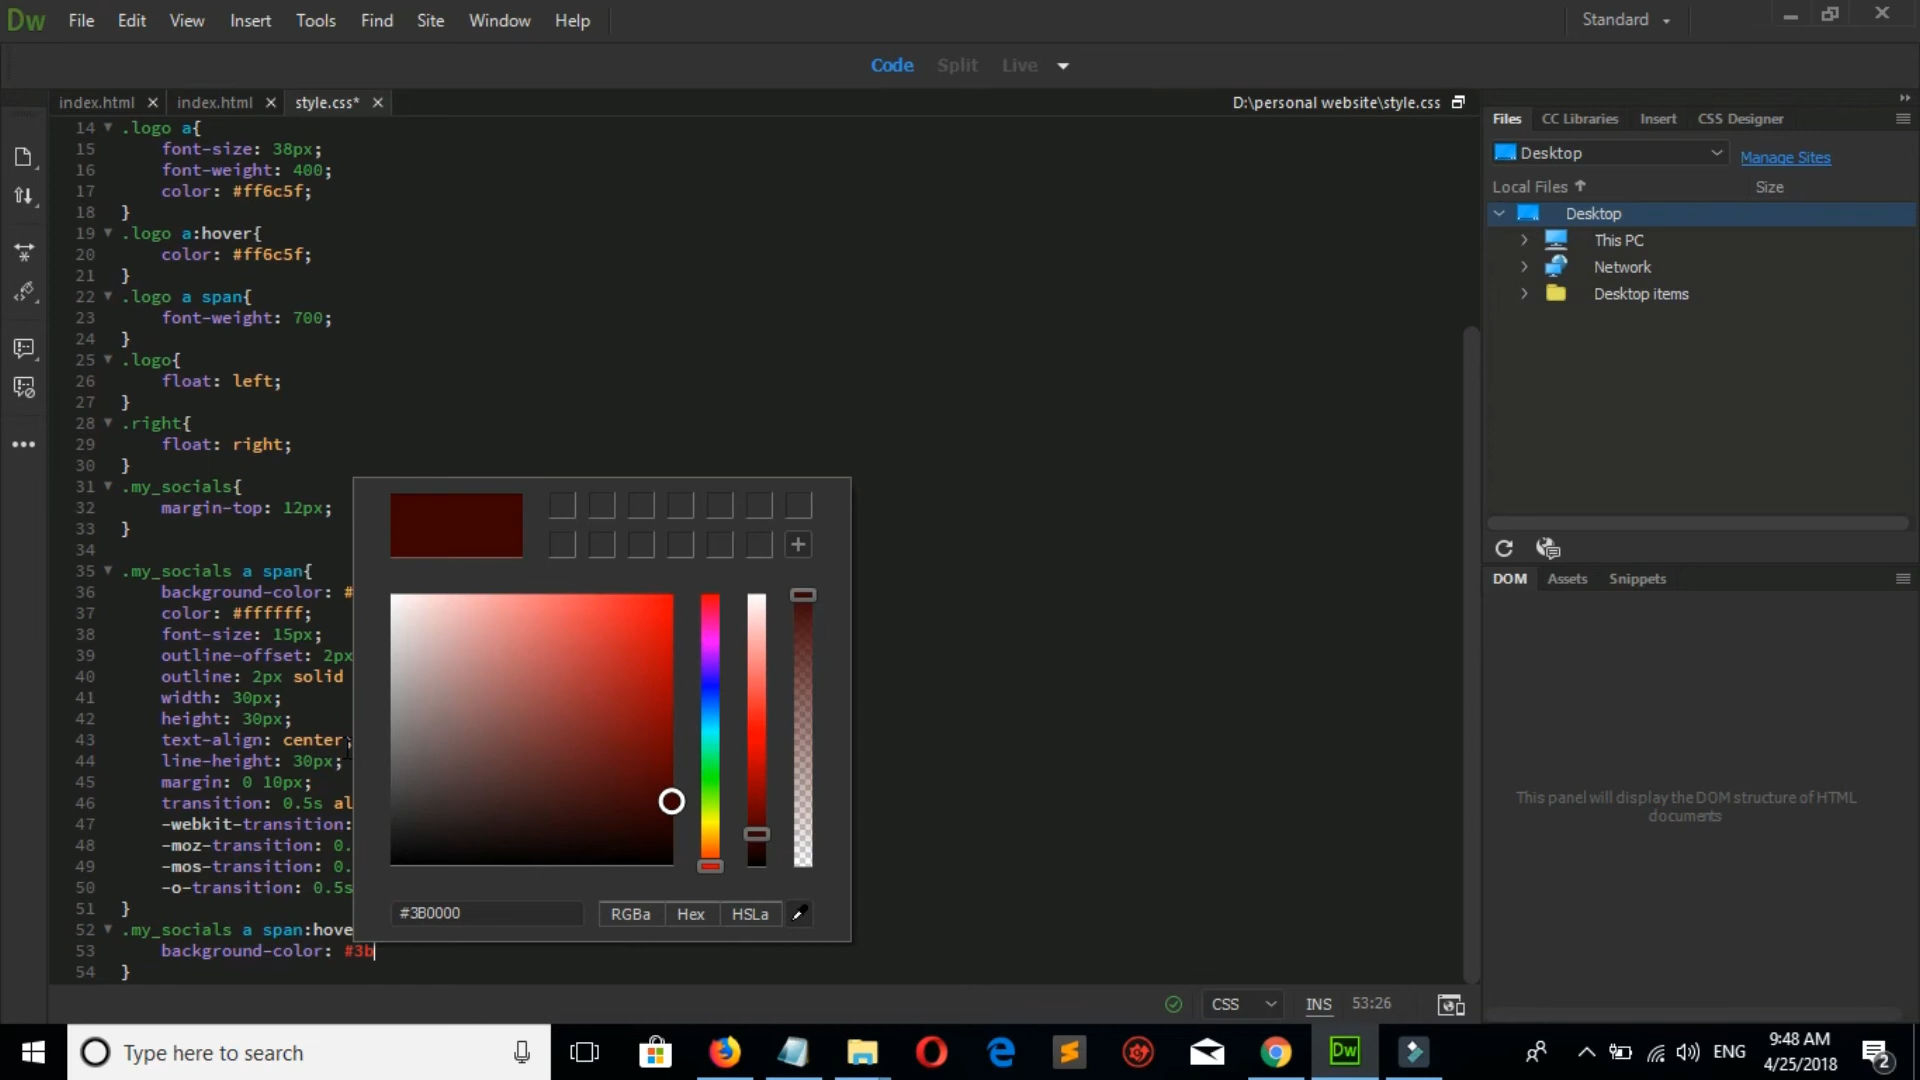 Dw File Edit View Insert Tools Find Site Window Help Standard
Code Split Live
index.html index.html style.css* D:\personal website\style.css
14 .logo a{
15 font-size: 38px;
16 font-weight: 400;
17 color: #ff6c5f;
18 }
19 .logo a:hover{
20 color: #ff6c5f;
21 }
22 .logo a span{
23 font-weight: 700;
24 }
25 .logo{
26 float: left;
27 }
28 .right{
29 float: right;
30 }
31 .my_socials{
32 margin-top: 12px;
33 }
34
35 .my_socials a span{
36 background-color: #
37 color: #ffffff;
38 font-size: 15px;
39 outline-offset: 2px
40 outline: 2px solid
41 width: 30px;
42 height: 30px;
43 text-align: center;
44 line-height: 30px;
45 margin: 0 10px;
46 transition: 0.5s al
47 -webkit-transition:
48 -moz-transition: 0.
49 -mos-transition: 0.
50 -o-transition: 0.5s
51 }
52 .my_socials a span:hove
53 background-color: #3b
54 }
#3B0000 RGBa Hex HSLa
CSS INS 53:26
Files CC Libraries Insert CSS Designer
Desktop Manage Sites
Local Files Size
Desktop
This PC
Network
Desktop items
DOM Assets Snippets
This panel will display the DOM structure of HTML
documents
Type here to search
Dw
ENG
9:48 AM
4/25/2018
2